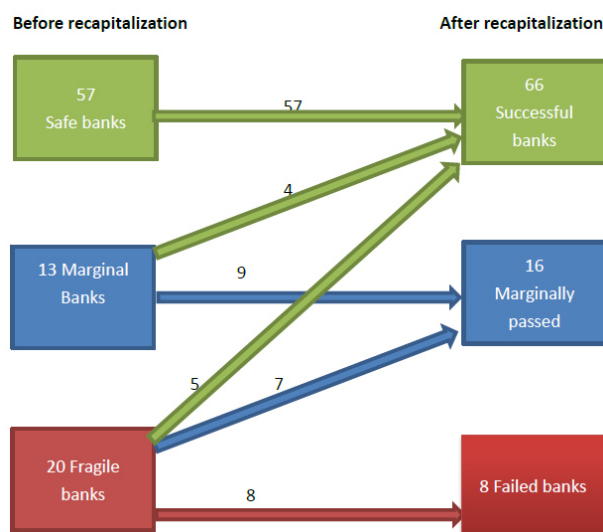 Before recapitalization
After recapitalization
57
Safe banks
57
66
Successful
banks
4
13 Marginal
Banks
9
16
Marginally
passed
5
7
20 Fragile
banks
8
8 Failed banks